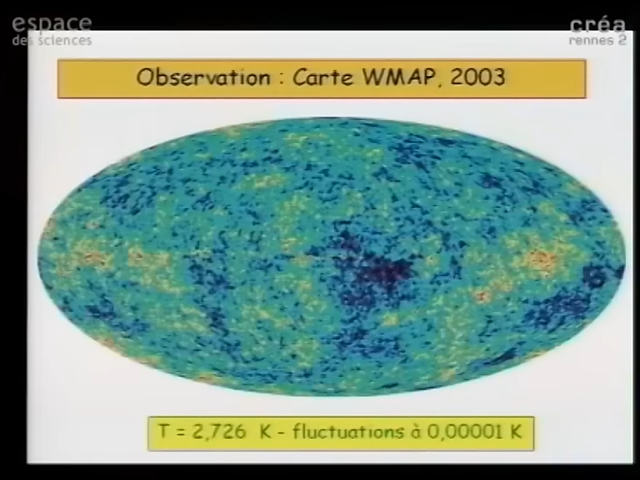 espace
des sciences
créa
rennes 2
Observation : Carte WMAP, 2003
T = 2,726 K - fluctuations à 0,00001 K